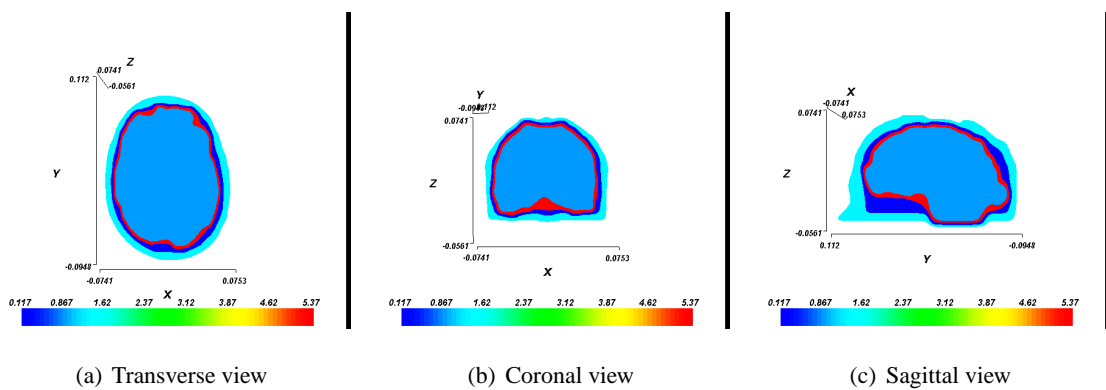 Z
0.0741
0.112
-0.0561
Y
-0.0948
-0.0741
0.0753
X
0.117 0.867 1.62 2.37 3.12 3.87 4.62 5.37
(a) Transverse view
Y
0.112
0.0741
Z
-0.0561
-0.0741
0.0753
X
0.117 0.867 1.62 2.37 3.12 3.87 4.62 5.37
(b) Coronal view
X
-0.0741
0.0741
0.0753
Z
-0.0561
0.112
-0.0948
Y
0.117 0.867 1.62 2.37 3.12 3.87 4.62 5.37
(c) Sagittal view